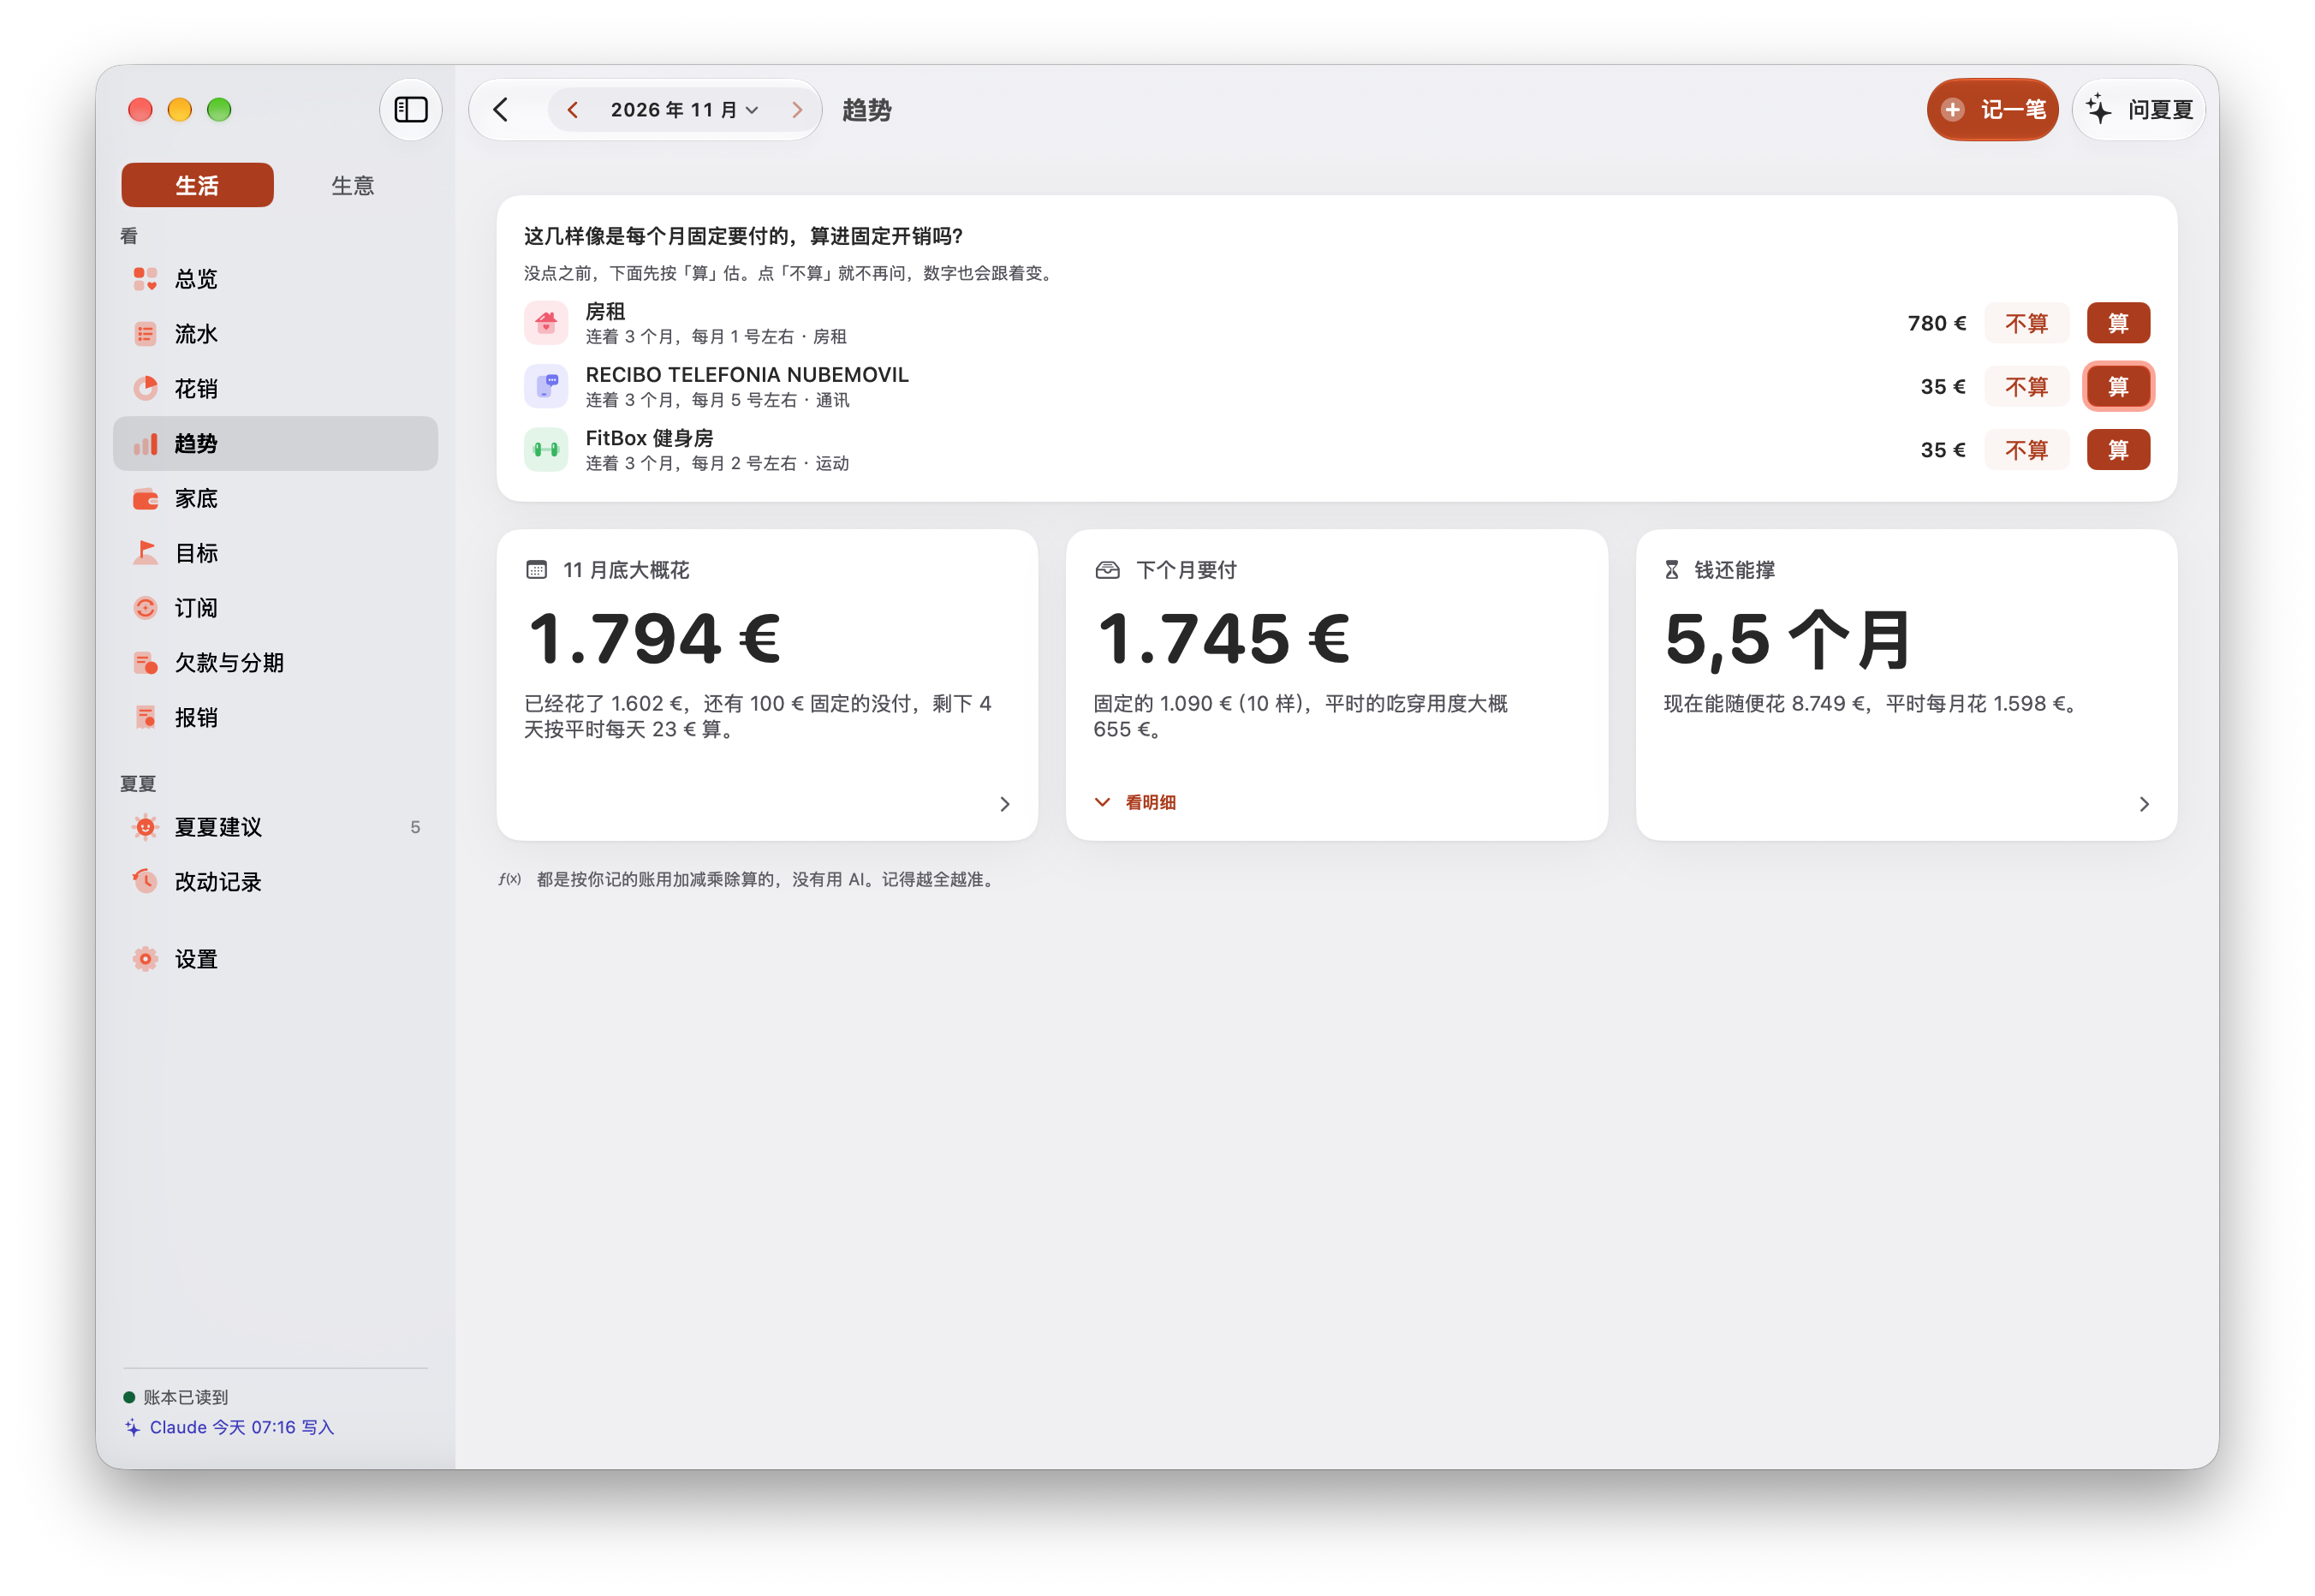 2026 年 11 月
趋势
记一笔
问夏夏
生活
生意
看
总览
流水
花销
趋势
家底
目标
订阅
欠款与分期
报销
夏夏
夏夏建议
5
改动记录
设置
账本已读到
Claude 今天 07:16 写入
这几样像是每个月固定要付的，算进固定开销吗？
没点之前，下面先按「算」估。点「不算」就不再问，数字也会跟着变。
房租
连着 3 个月，每月 1 号左右 · 房租
780 €
不算
算
RECIBO TELEFONIA NUBEMOVIL
连着 3 个月，每月 5 号左右 · 通讯
35 €
不算
算
FitBox 健身房
连着 3 个月，每月 2 号左右 · 运动
35 €
不算
算
11 月底大概花
1.794 €
已经花了 1.602 €，还有 100 € 固定的没付，剩下 4
天按平时每天 23 € 算。
下个月要付
1.745 €
固定的 1.090 € (10 样)，平时的吃穿用度大概
655 €。
看明细
钱还能撑
5,5 个月
现在能随便花 8.749 €，平时每月花 1.598 €。
f(x) 都是按你记的账用加减乘除算的，没有用 AI。记得越全越准。